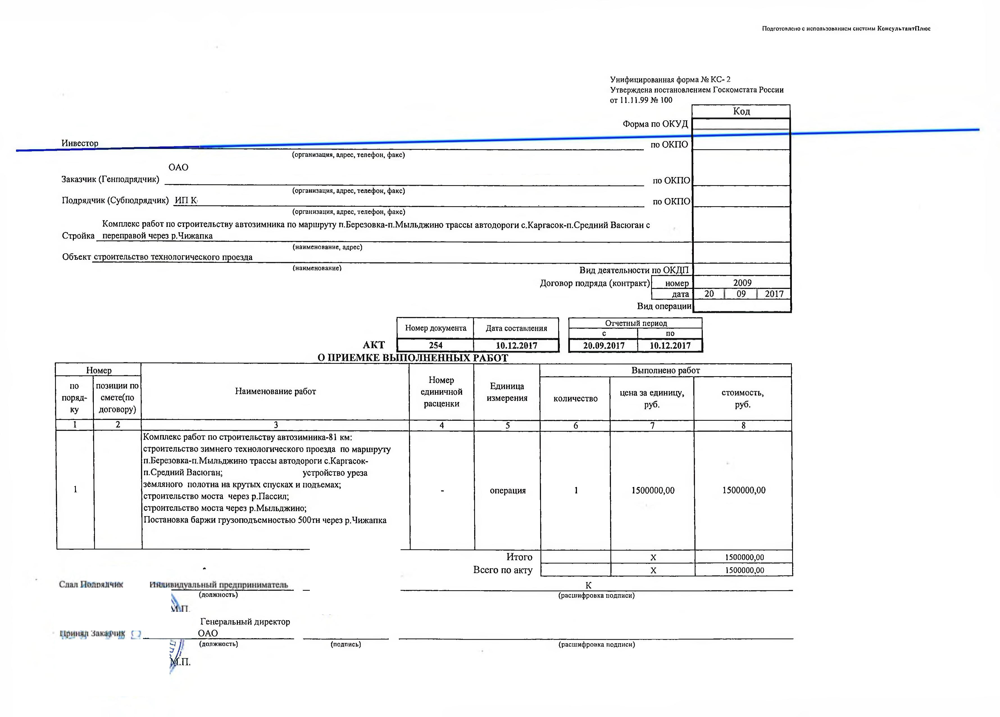 Подготовлено с использованием системы КонсультантПлюс
Унифицированная форма № КС- 2
Утверждена постановлением Госкомстата России
от 11.11.99 № 100
Код
Форма по ОКУД
Инвестор
по ОКПО
(организация, адрес, телефон, факс)
ОАО
Заказчик (Генподрядчик)
по ОКПО
(организация, адрес, телефон, факс)
Подрядчик (Субподрядчик) ИП К
по ОКПО
(организация, адрес, телефон, факс)
Комплекс работ по строительству автозимника по маршруту п.Березовка-п.Мыльджино трассы автодороги с.Каргасок-п.Средний Васюган с
Стройка переправой через р.Чижапка
(наименование, адрес)
Объект строительство технологического проезда
(наименование)
Вид деятельности по ОКДП
Договор подряда (контракт) номер 2009
дата 20 09 2017
Вид операции
Номер документа Дата составления Отчетный период
с по
АКТ 254 10.12.2017 20.09.2017 10.12.2017
О ПРИЕМКЕ ВЫПОЛНЕННЫХ РАБОТ
Номер
Выполнено работ
по
поряд-
ку
позиции по
смете(по
договору)
Наименование работ
Номер
единичной
расценки
Единица
измерения
количество
цена за единицу,
руб.
стоимость,
руб.
1 2 3 4 5 6 7 8
Комплекс работ по строительству автозимника-81 км:
строительство зимнего технологического проезда по маршруту
п.Березовка-п.Мыльджино трассы автодороги с.Каргасок-
п.Средний Васюган; устройство уреза
земляного полотна на крутых спусках и подъемах;
строительство моста через р.Пассил;
строительство моста через р.Мыльджино;
Постановка баржи грузоподъемностью 500тн через р.Чижапка
1 - операция 1 1500000,00 1500000,00
Итого Х 1500000,00
Всего по акту Х 1500000,00
Сдал Подрядчик Индивидуальный предприниматель К
(должность) (расшифровка подписи)
М.П.
Генеральный директор
Принял Заказчик ОАО
(должность) (подпись) (расшифровка подписи)
М.П.